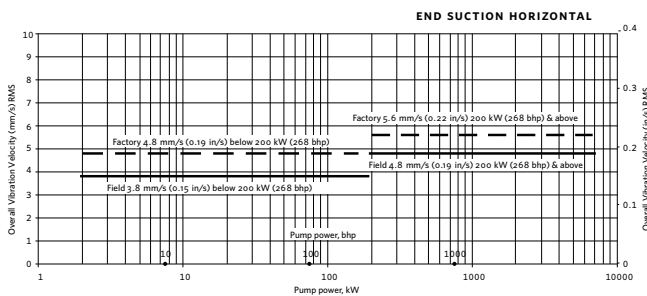 END SUCTION HORIZONTAL
Overall Vibration Velocity (mm/s) RMS
10
9
8
7
6
5
4
3
2
1
0
0.4
0.3
0.2
0.1
0
Overall Vibration Velocity (in/s) RMS
Factory 5.6 mm/s (0.22 in/s) 200 kW (268 bhp) & above
Factory 4.8 mm/s (0.19 in/s) below 200 kW (268 bhp)
Field 4.8 mm/s (0.19 in/s) 200 kW (268 bhp) & above
Field 3.8 mm/s (0.15 in/s) below 200 kW (268 bhp)
Pump power, bhp
10 100 1000
1 10 100 1000 10000
Pump power, kW